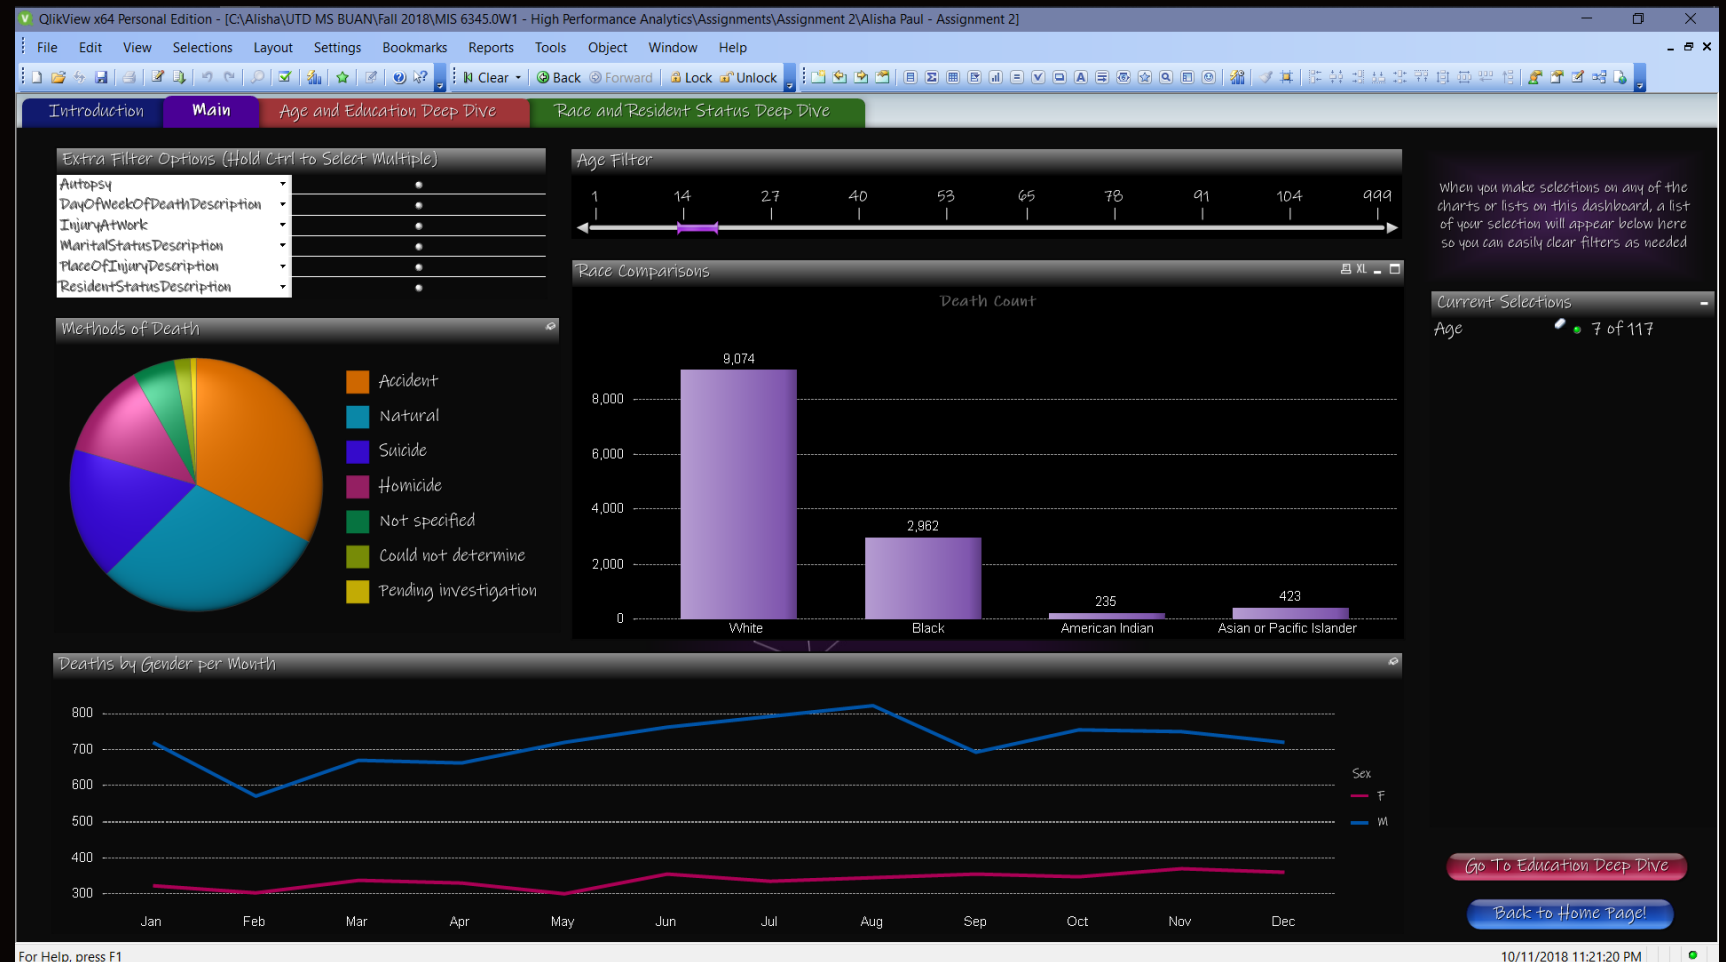 QlikView x64 Personal Edition - [C:\Alisha\UTD MS BUAN\Fall 2018\MIS 6345.0W1 - High Performance Analytics\Assignments\Assignment 2\Alisha Paul - Assignment 2]
File Edit View Selections Layout Settings Bookmarks Reports Tools Object Window Help
Clear Back Forward Lock Unlock
Introduction Main Age and Education Deep Dive Race and Resident Status Deep Dive
Extra Filter Options (Hold Ctrl to Select Multiple)
Autopsy
DayOfWeekOfDeathDescription
InjuryAtWork
MaritalStatusDescription
PlaceOfInjuryDescription
ResidentStatusDescription
Age Filter
1 14 27 40 53 65 78 91 104 999
When you make selections on any of the
charts or lists on this dashboard, a list
of your selection will appear below here
so you can easily clear filters as needed
Methods of Death
Accident
Natural
Suicide
Homicide
Not specified
Could not determine
Pending investigation
Race Comparisons
XL
Death Count
9,074
8,000
6,000
4,000
2,962
2,000
235
423
0
White Black American Indian Asian or Pacific Islander
Current Selections
Age 7 of 117
Deaths by Gender per Month
800
700
600
500
400
300
Jan Feb Mar Apr May Jun Jul Aug Sep Oct Nov Dec
Sex
F
M
Go To Education Deep Dive
Back to Home Page!
For Help, press F1
10/11/2018 11:21:20 PM